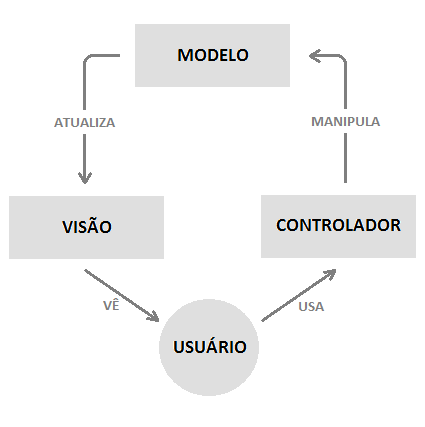 MODELO
ATUALIZA
MANIPULA
VISÃO
CONTROLADOR
VÊ
USA
USUÁRIO